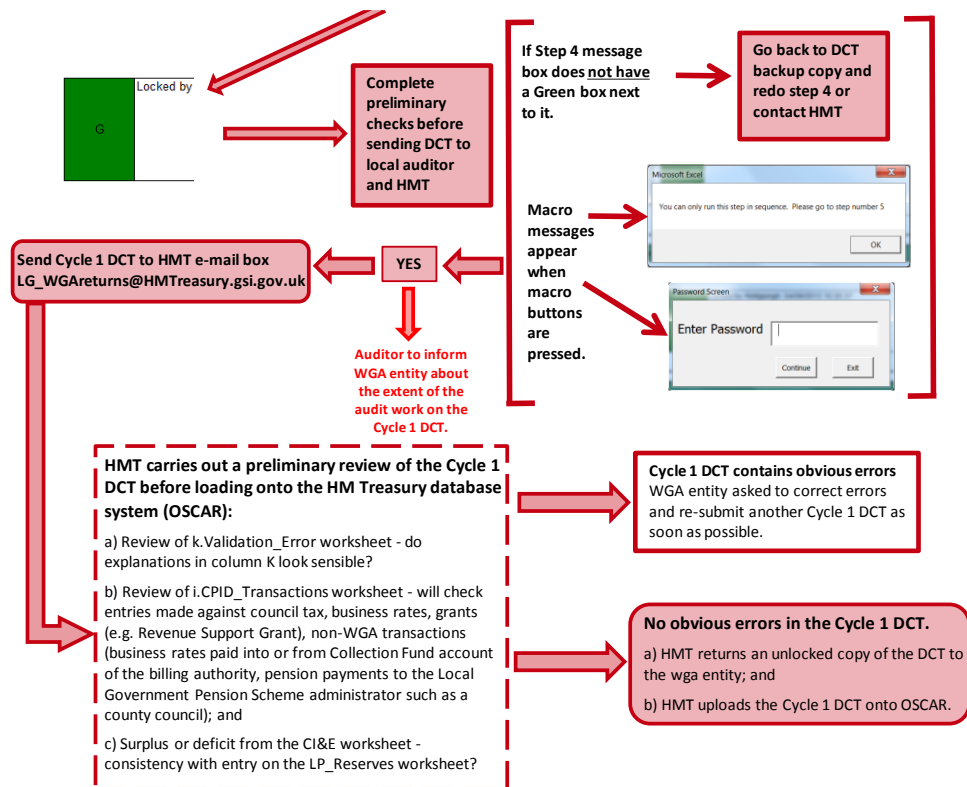 Locked by
G
Complete
preliminary
checks before
sending DCT to
local auditor
and HMT
If Step 4 message
box does not have
a Green box next
to it.
Go back to DCT
backup copy and
redo step 4 or
contact HMT
Macro
messages
appear
when
macro
buttons
are
pressed.
Microsoft Excel
You can only run this step in sequence. Please go to step number 5
OK
Password Screen
Enter Password
Continue
Exit
YES
Send Cycle 1 DCT to HMT e-mail box
LG_WGAreturns@HMTreasury.gsi.gov.uk
Auditor to inform
WGA entity about
the extent of the
audit work on the
Cycle 1 DCT.
HMT carries out a preliminary review of the Cycle 1
DCT before loading onto the HM Treasury database
system (OSCAR):
a) Review of k.Validation_Error worksheet - do
explanations in column K look sensible?
b) Review of i.CPID_Transactions worksheet - will check
entries made against council tax, business rates, grants
(e.g. Revenue Support Grant), non-WGA transactions
(business rates paid into or from Collection Fund account
of the billing authority, pension payments to the Local
Government Pension Scheme administrator such as a
county council); and
c) Surplus or deficit from the CI&E worksheet -
consistency with entry on the LP_Reserves worksheet?
Cycle 1 DCT contains obvious errors
WGA entity asked to correct errors
and re-submit another Cycle 1 DCT as
soon as possible.
No obvious errors in the Cycle 1 DCT.
a) HMT returns an unlocked copy of the DCT to
the wga entity; and
b) HMT uploads the Cycle 1 DCT onto OSCAR.